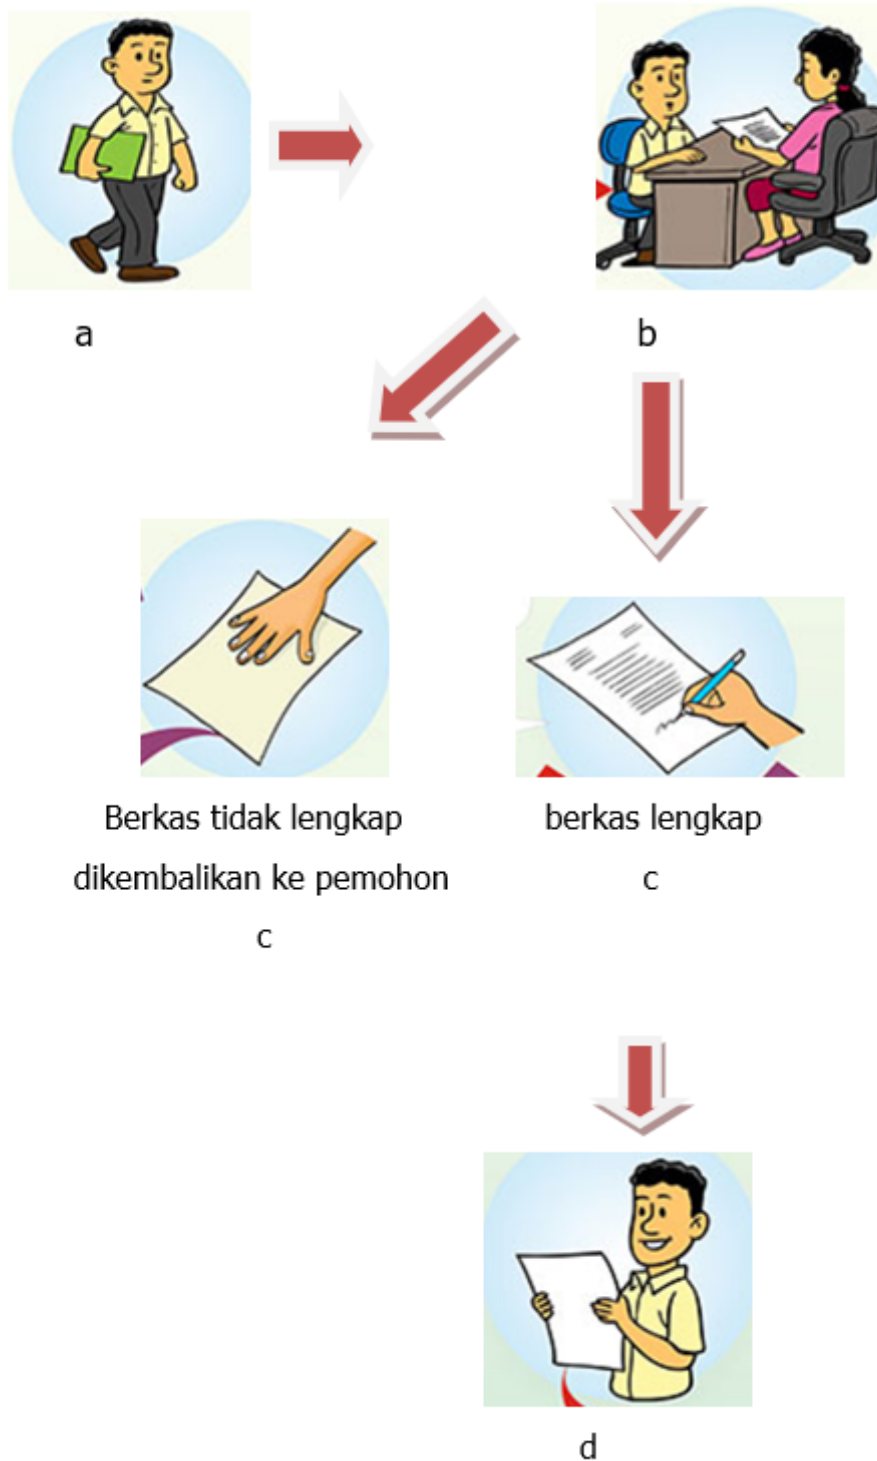 a
b
Berkas tidak lengkap
dikembalikan ke pemohon
c
berkas lengkap
c
d